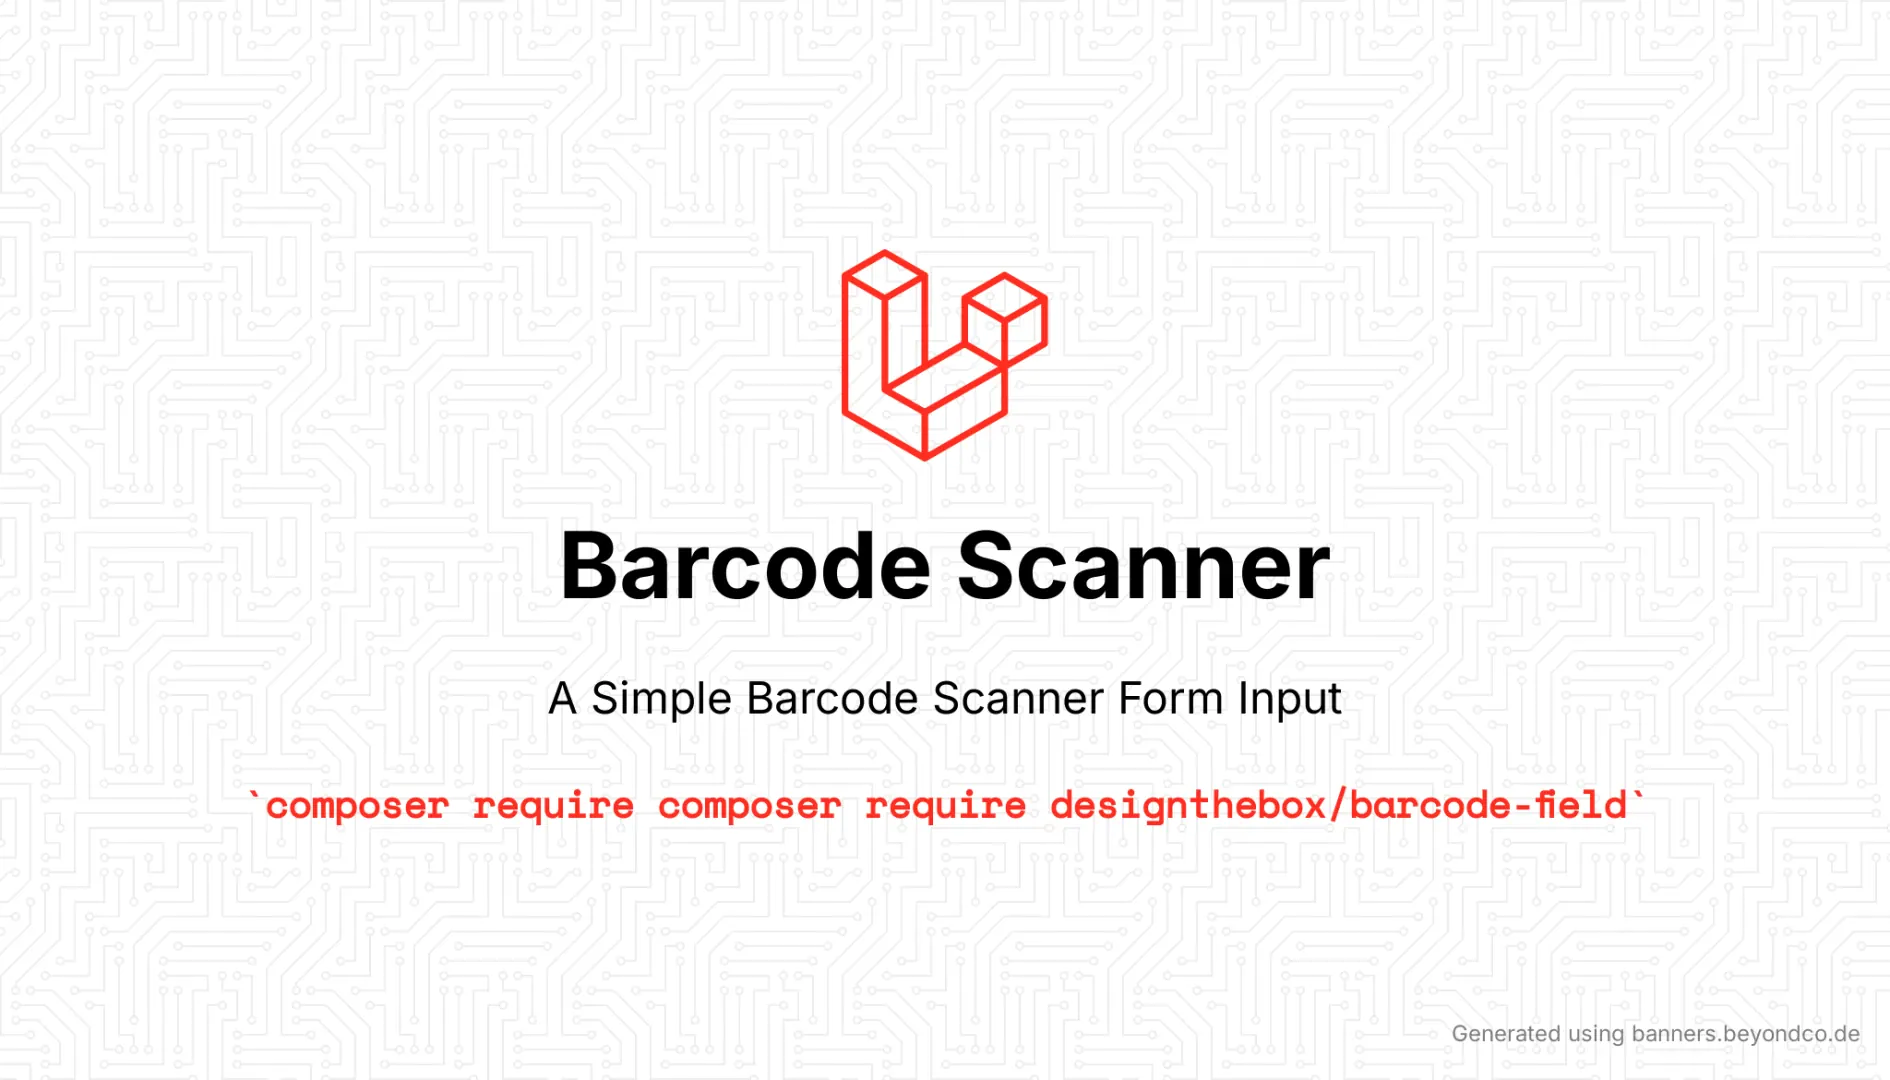 Barcode Scanner
A Simple Barcode Scanner Form Input
`composer require composer require designthebox/barcode-field`
Generated using banners.beyondco.de